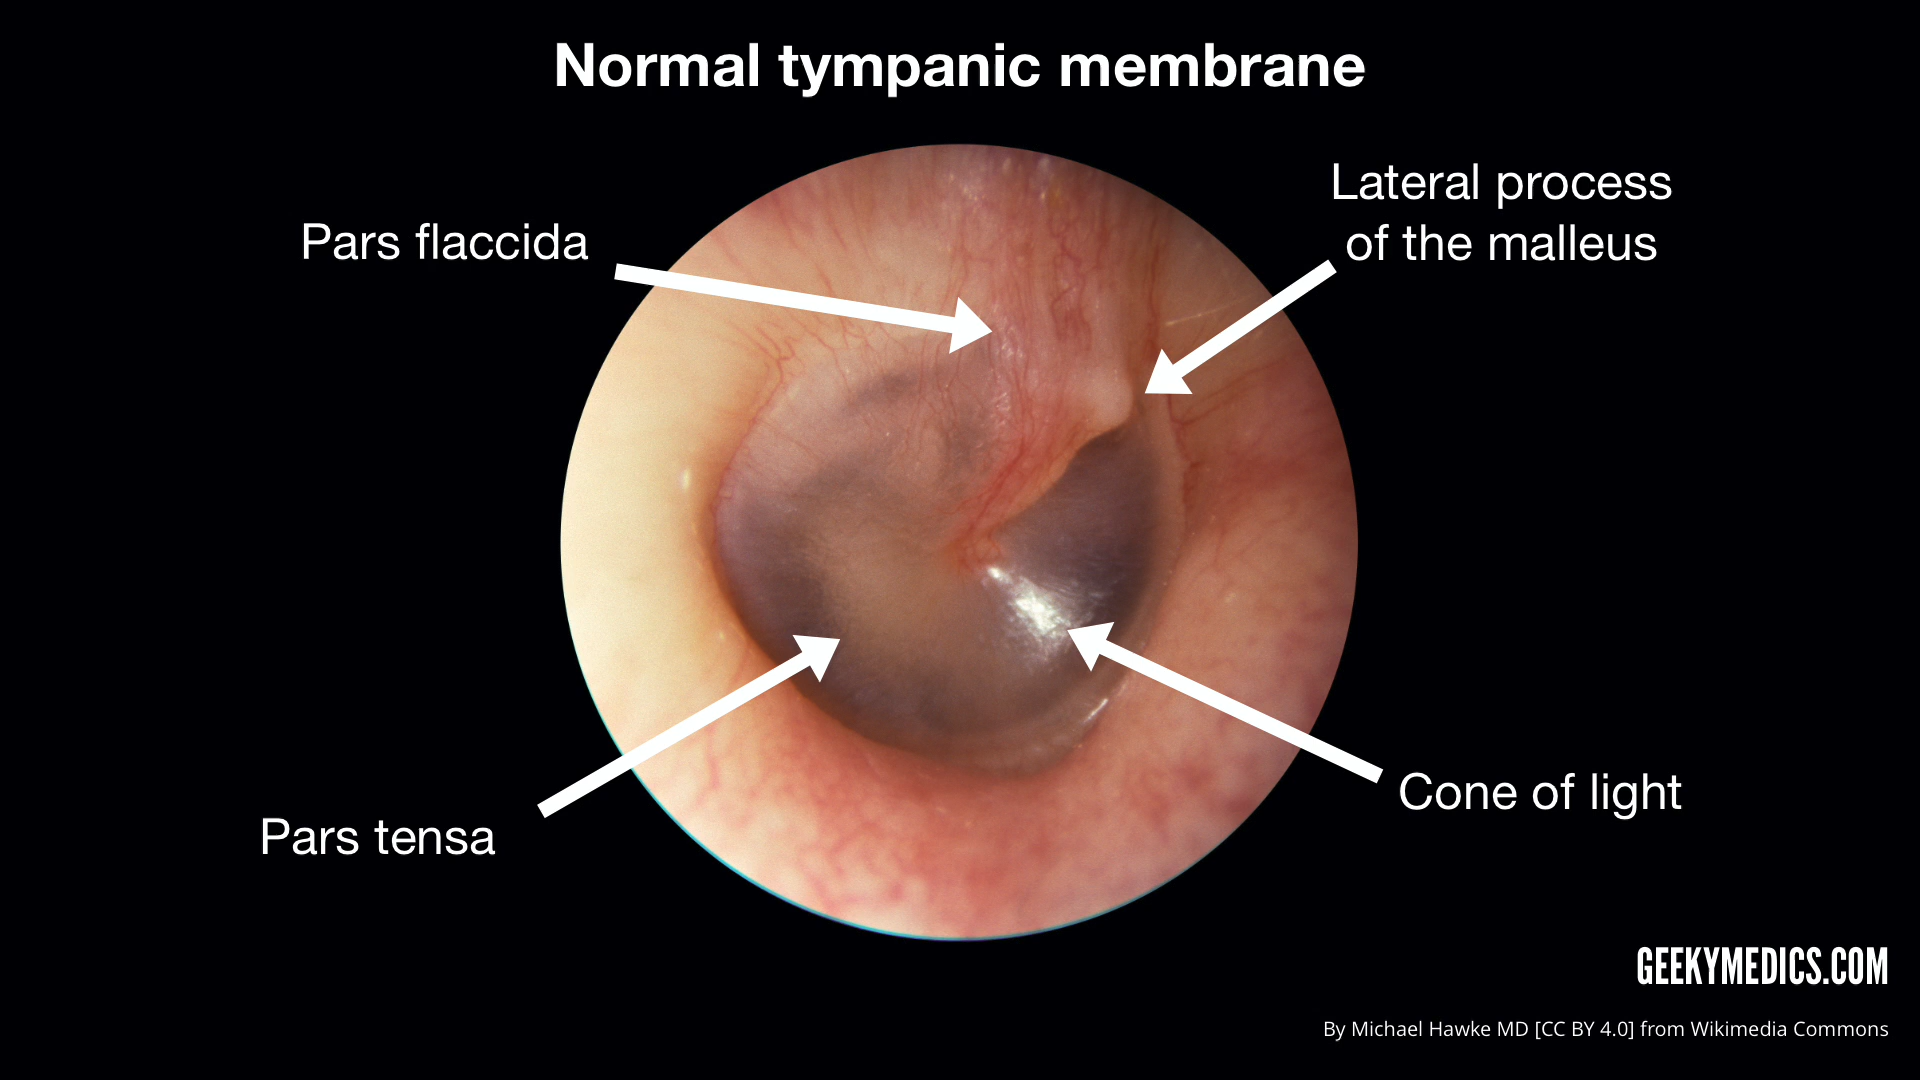 Normal tympanic membrane
Pars flaccida
Lateral process
of the malleus
Pars tensa
Cone of light
GEEKYMEDICS.COM
By Michael Hawke MD [CC BY 4.0] from Wikimedia Commons